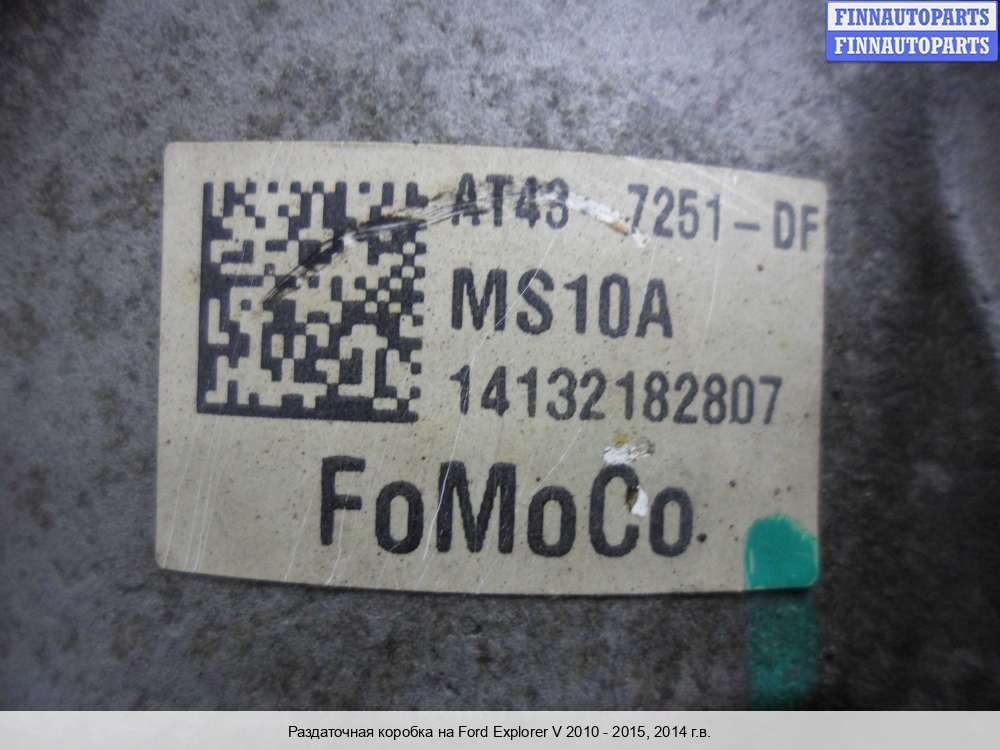 FINNAUTOPARTS
FINNAUTOPARTS
AT43-7251-DF
MS10A
14132182807
FoMoCo
Раздаточная коробка на Ford Explorer V 2010 - 2015, 2014 г.в.